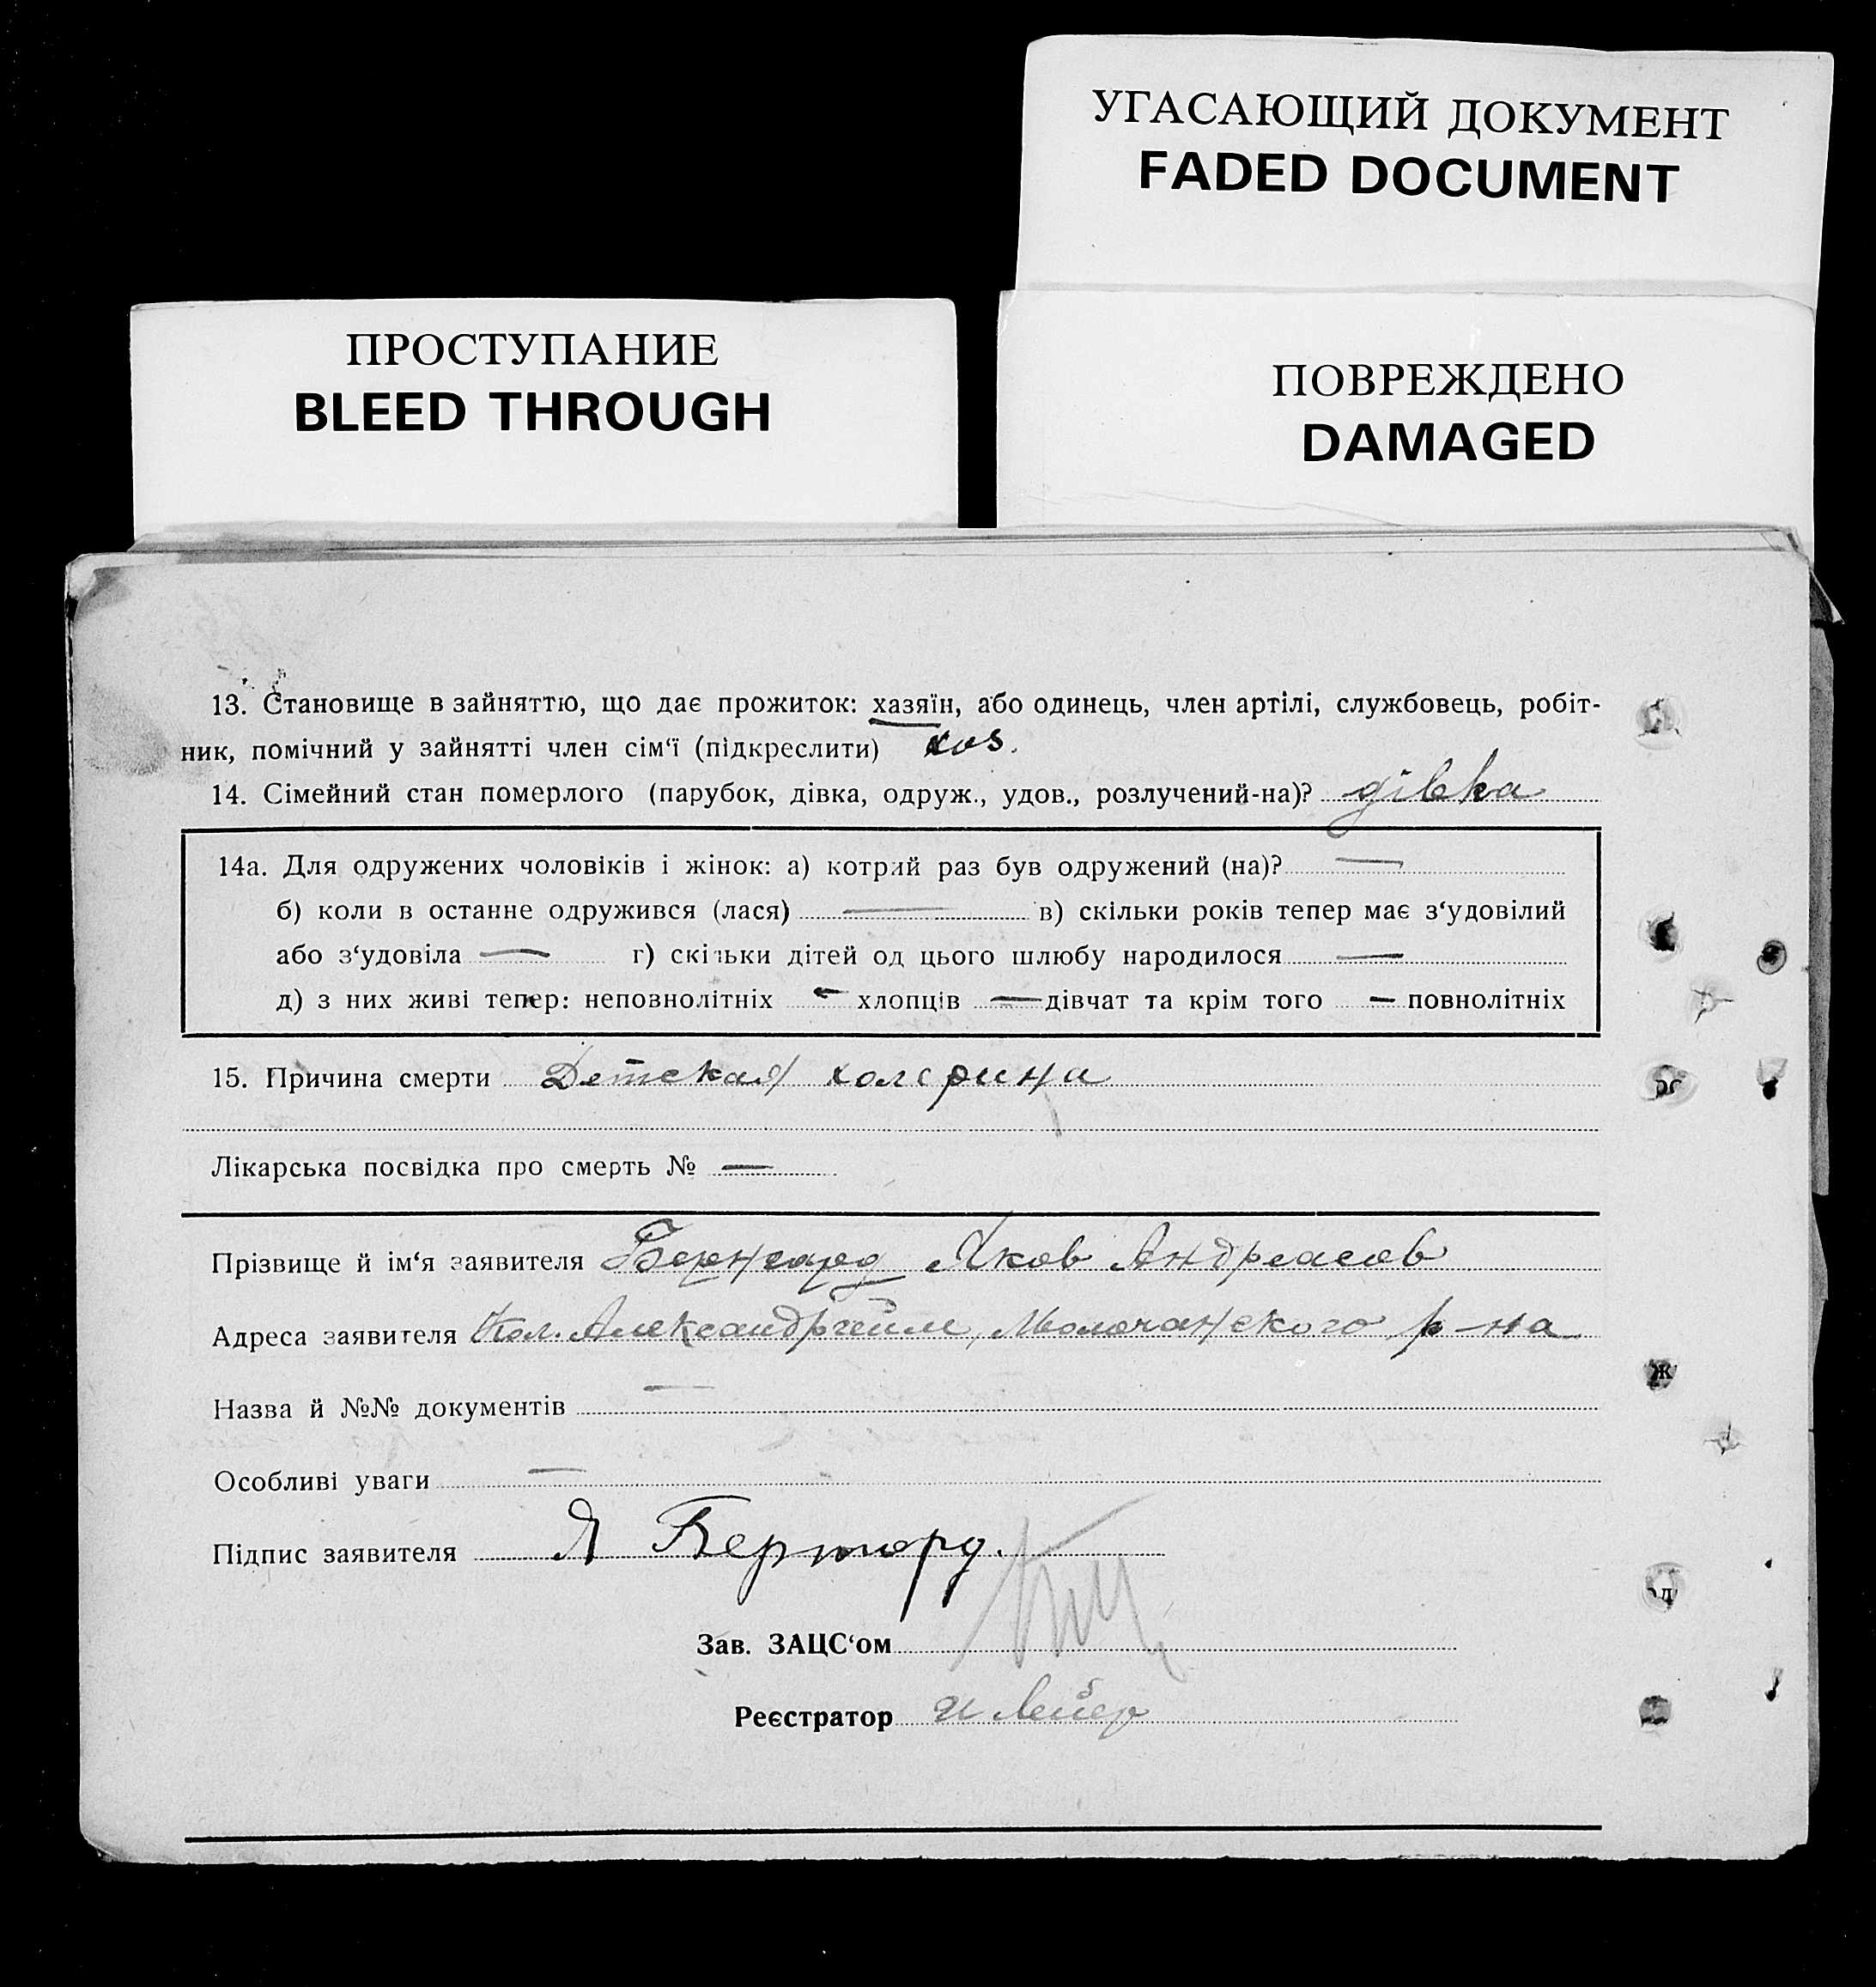 УГАСАЮЩИЙ ДОКУМЕНТ
FADED DOCUMENT
ПРОСТУПАНИЕ
BLEED THROUGH
ПОВРЕЖДЕНО
DAMAGED
13. Становище в зайняттю, що дає прожиток: хазяїн, або одинець, член артілі, службовець, робіт-
ник, помічний у зайнятті член сім‘ї (підкреслити) хоз.
14. Сімейний стан померлого (парубок, дівка, одруж., удов., розлучений-на)? дівка
14а. Для одружених чоловіків і жінок: а) котрий раз був одружений (на)? —
б) коли в останне одружився (лася) — в) скільки років тепер має з‘удовілий
або з‘удовіла — г) скільки дітей од цього шлюбу народилося —
д) з них живі тепер: неповнолітніх — хлопців — дівчат та крім того — повнолітніх
15. Причина смерти Детская холерина
Лікарська посвідка про смерть № —
Прізвище й ім‘я заявителя Бернгард Яков Андреасов
Адреса заявителя Кол. Александргейм, Молочанского р-на
Назва й №№ документів —
Особливі уваги —
Підпис заявителя Я
Зав. ЗАЦС‘ом
Реєстратор И